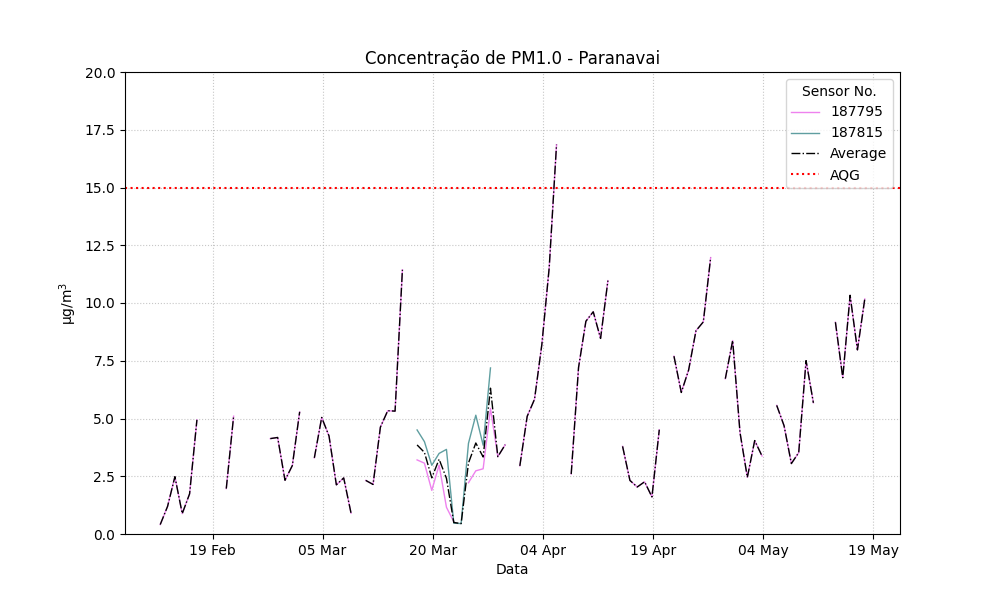 Concentração de PM1.0 - Paranavai
Sensor No.
187795
187815
Average
AQG
20.0
17.5
15.0
12.5
10.0
7.5
5.0
2.5
0.0
µg/m³
19 Feb
05 Mar
20 Mar
04 Apr
19 Apr
04 May
19 May
Data